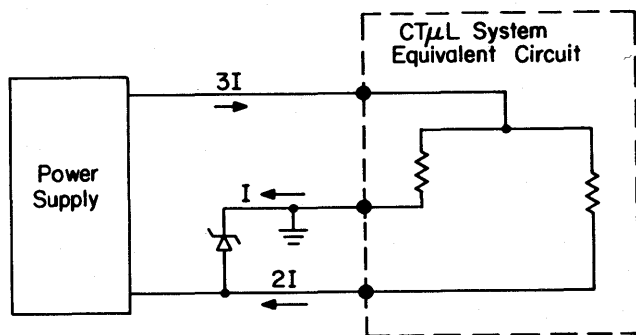 CTμL System
Equivalent Circuit
3I
Power
Supply
I
2I